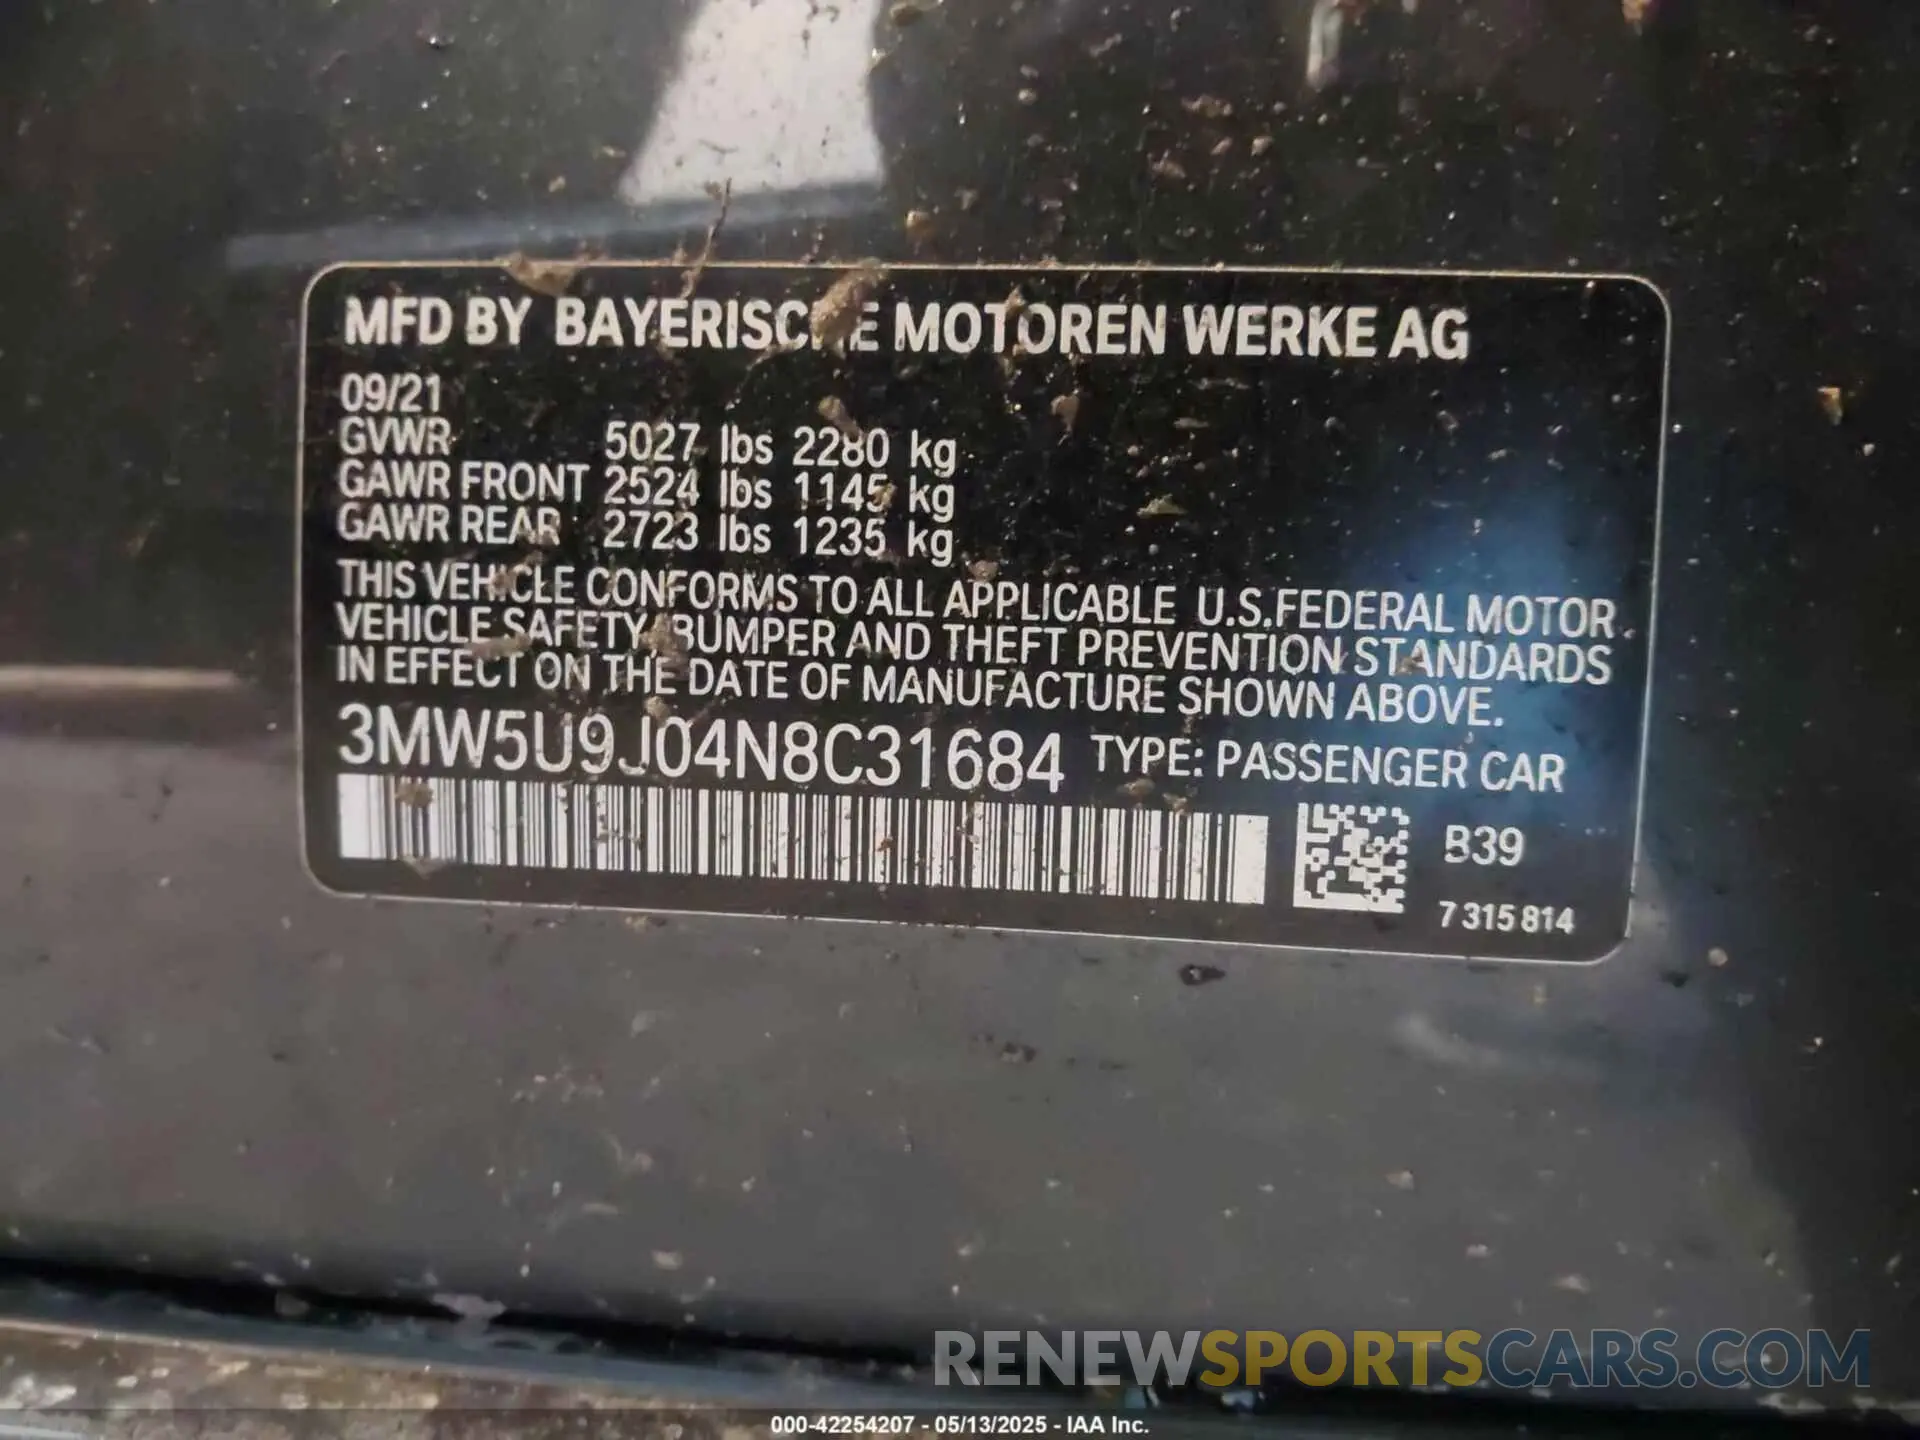 MFD BY BAYERISCHE MOTOREN WERKE AG
09/21
GVWR 5027 lbs 2280 kg
GAWR FRONT 2524 lbs 1145 kg
GAWR REAR 2723 lbs 1235 kg
THIS VEHICLE CONFORMS TO ALL APPLICABLE U.S.FEDERAL MOTOR
VEHICLE SAFETY, BUMPER AND THEFT PREVENTION STANDARDS
IN EFFECT ON THE DATE OF MANUFACTURE SHOWN ABOVE.
3MW5U9J04N8C31684 TYPE: PASSENGER CAR
B39
7 315 814
RENEWSPORTSCARS.COM
000-42254207 - 05/13/2025 - IAA Inc.